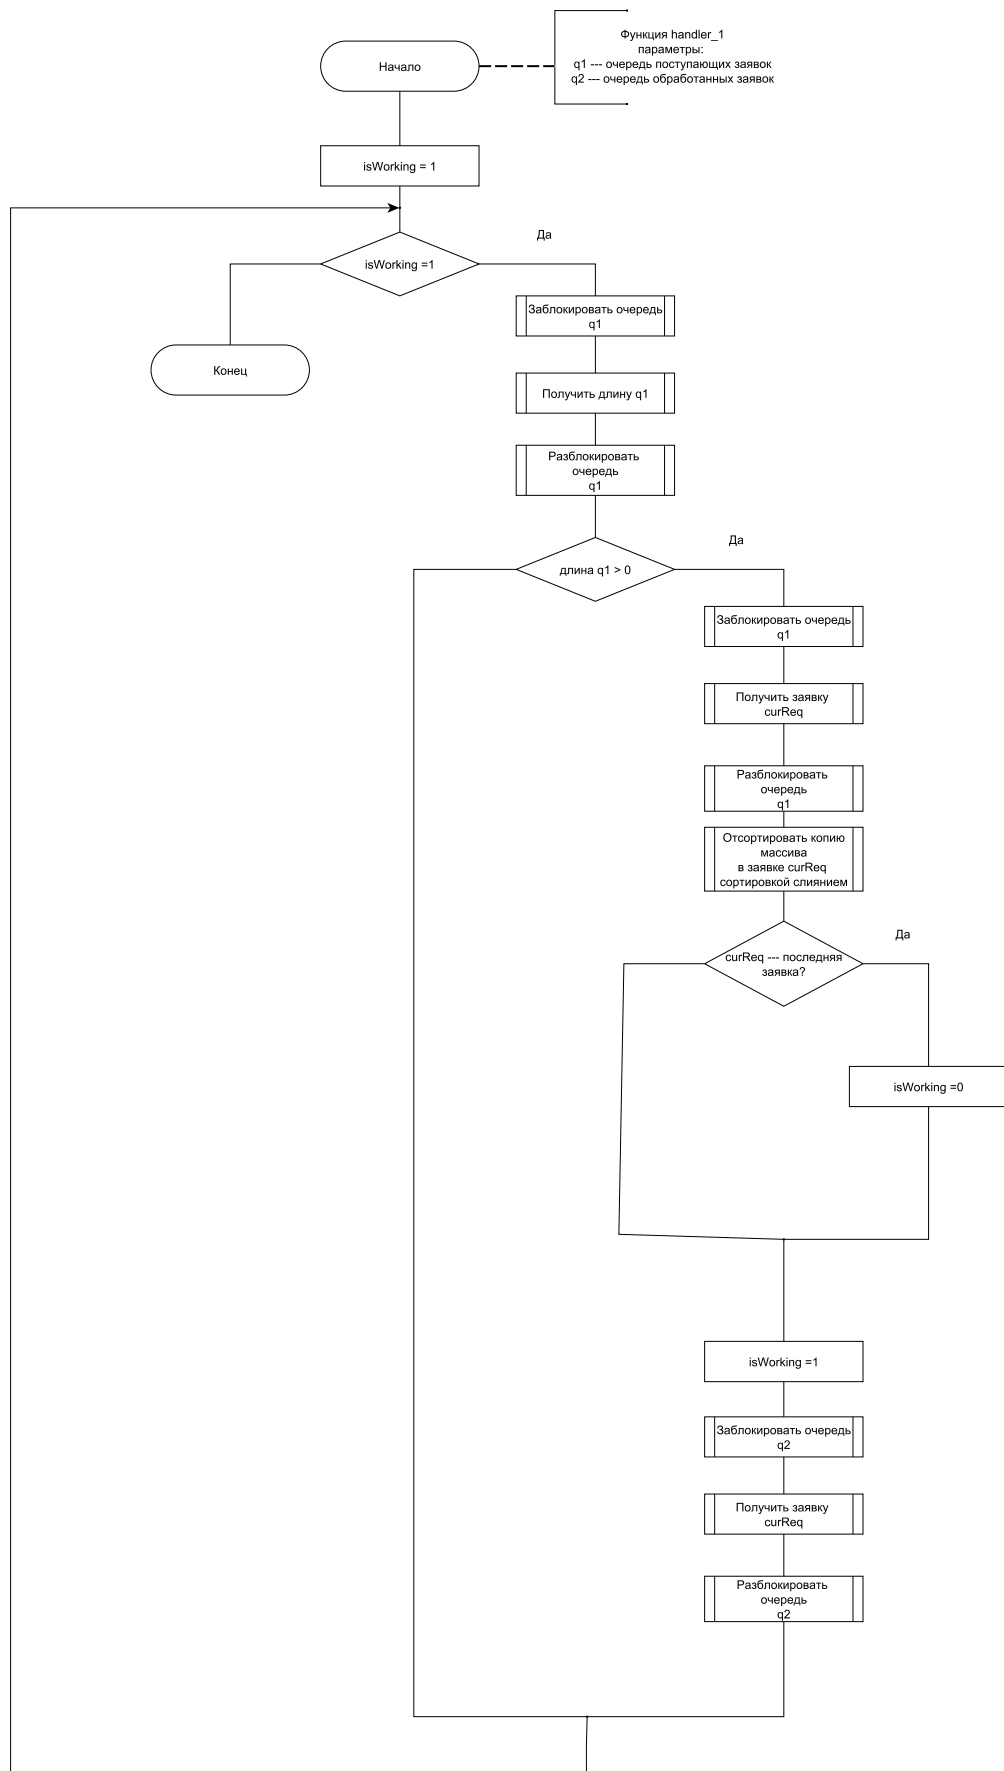 Функция handler_1
параметры:
q1 --- очередь поступающих заявок
q2 --- очередь обработанных заявок
Начало
isWorking = 1
Да
isWorking =1
Заблокировать очередь
q1
Конец
Получить длину q1
Разблокировать
очередь
q1
Да
длина q1 > 0
Заблокировать очередь
q1
Получить заявку
curReq
Разблокировать
очередь
q1
Отсортировать копию
массива
в заявке curReq
сортировкой слиянием
Да
curReq --- последняя
заявка?
isWorking =0
isWorking =1
Заблокировать очередь
q2
Получить заявку
curReq
Разблокировать
очередь
q2